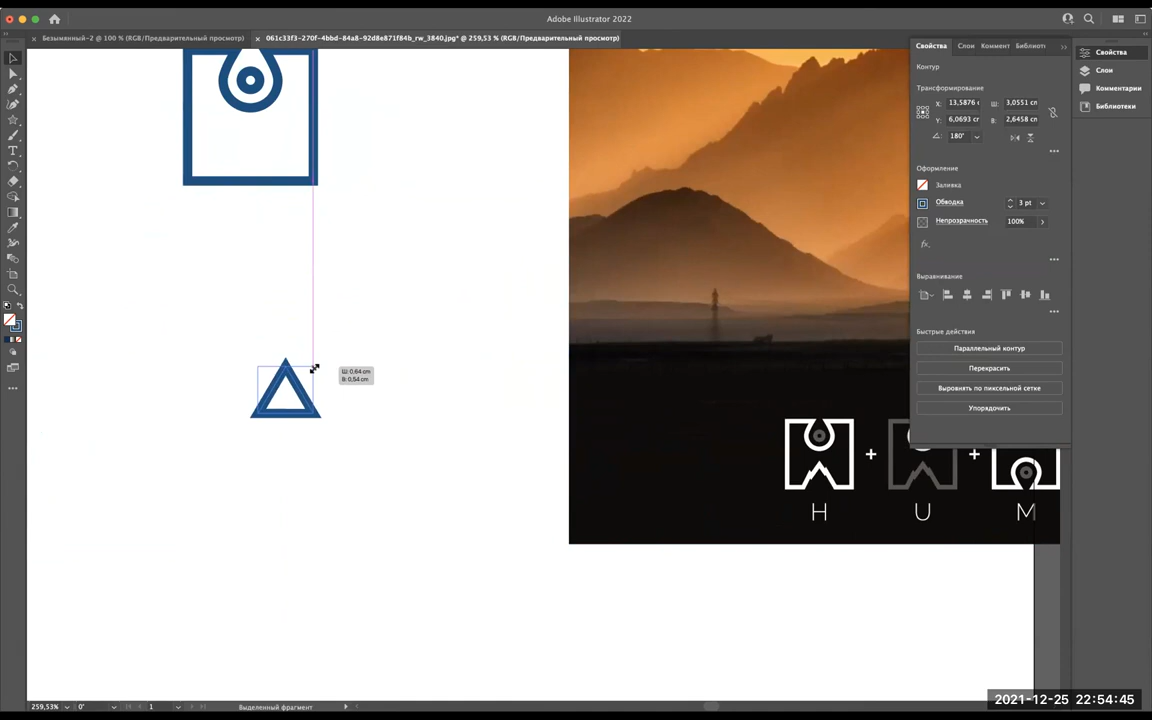 Adobe Illustrator 2022
Безымянный-2 @ 100 % (RGB/Предварительный просмотр)
061c33f3-270f-4bbd-84a8-92d8e871f84b_rw_3840.jpg* @ 259,53 % (RGB/Предварительный просмотр)
Свойства
Слои
Коммент
Библиот
Контур
Трансформирование
X: 13,5876 с
Ш: 3,0551 сп
Y: 6,0693 сп
В: 2,6458 сп
180°
Оформление
Заливка
Обводка
3 pt
Непрозрачность
100%
fx.
Выравнивание
Быстрые действия
Параллельный контур
Перекрасить
Выровнять по пиксельной сетке
Упорядочить
Свойства
Слои
Комментарии
Библиотеки
Ш: 0,64 cm
В: 0,54 cm
+ +
H U M
259,53%
0°
1
Выделенный фрагмент
2021-12-25 22:54:45